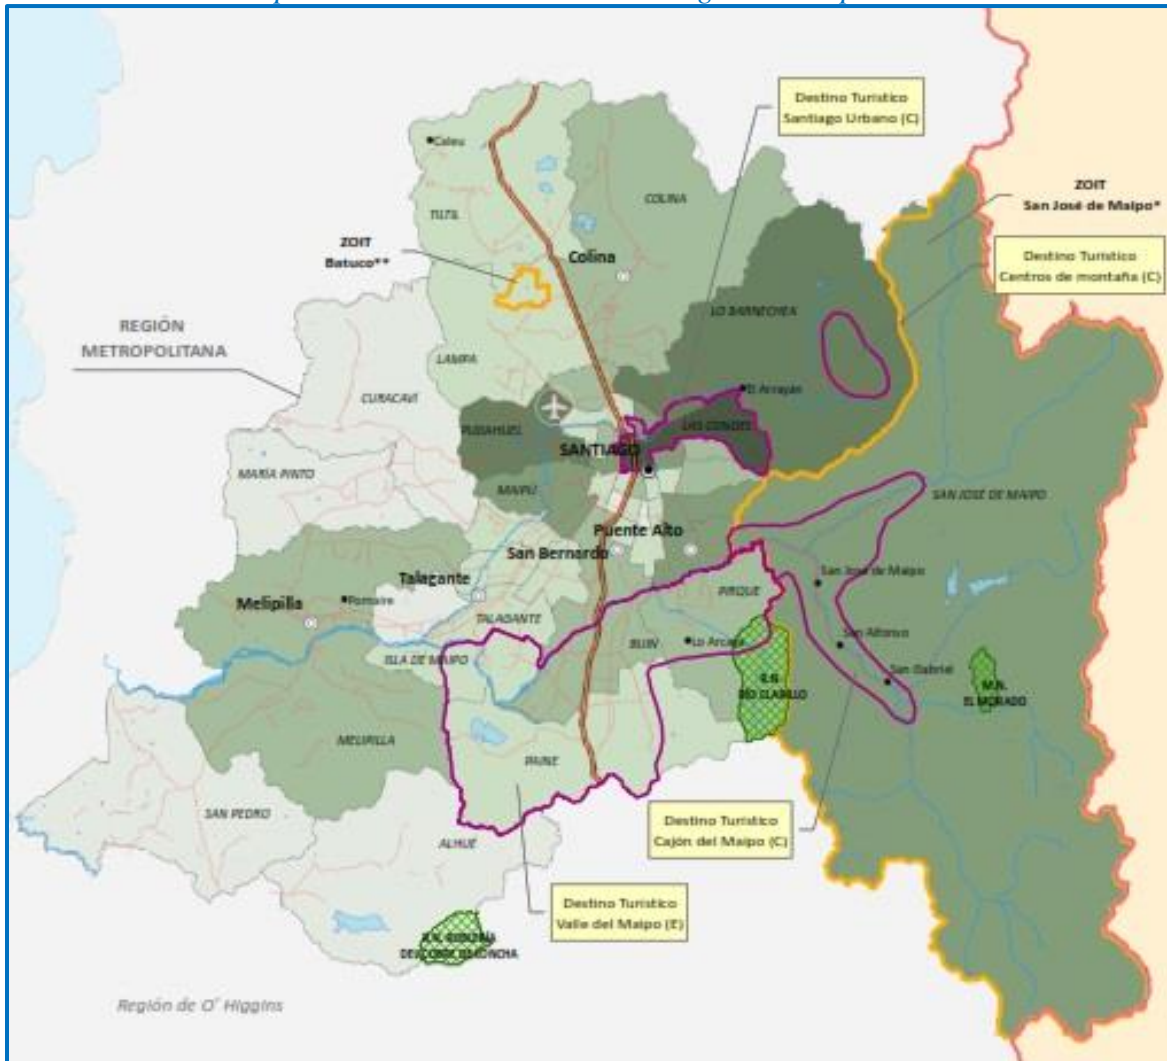 Destino Turístico
Santiago Urbano (C)
Caleu
ZOIT
San José de Maipo*
TILTIL
COLINA
ZOIT
Batuco**
Colina
Destino Turístico
Centros de montaña (C)
LO BARNECHEA
REGIÓN
METROPOLITANA
LAMPA
CURACAVI
El Arrayán
PUDAHUEL
LAS CONDES
SANTIAGO
MARÍA PINTO
MAIPÚ
SAN JOSÉ DE MAIPO
Puente Alto
San Bernardo
Talagante
San José de Maipo
PIRQUE
Melipilla
Pomaire
TALAGANTE
BUIN
Lo Arcaya
San Alfonso
ISLA DE MAIPO
San Gabriel
R.N.
RÍO CLARILLO
M.N.
EL MORADO
MELIPILLA
PAINE
SAN PEDRO
ALHUÉ
Destino Turístico
Cajón del Maipo (C)
Destino Turístico
Valle del Maipo (E)
Región de O' Higgins